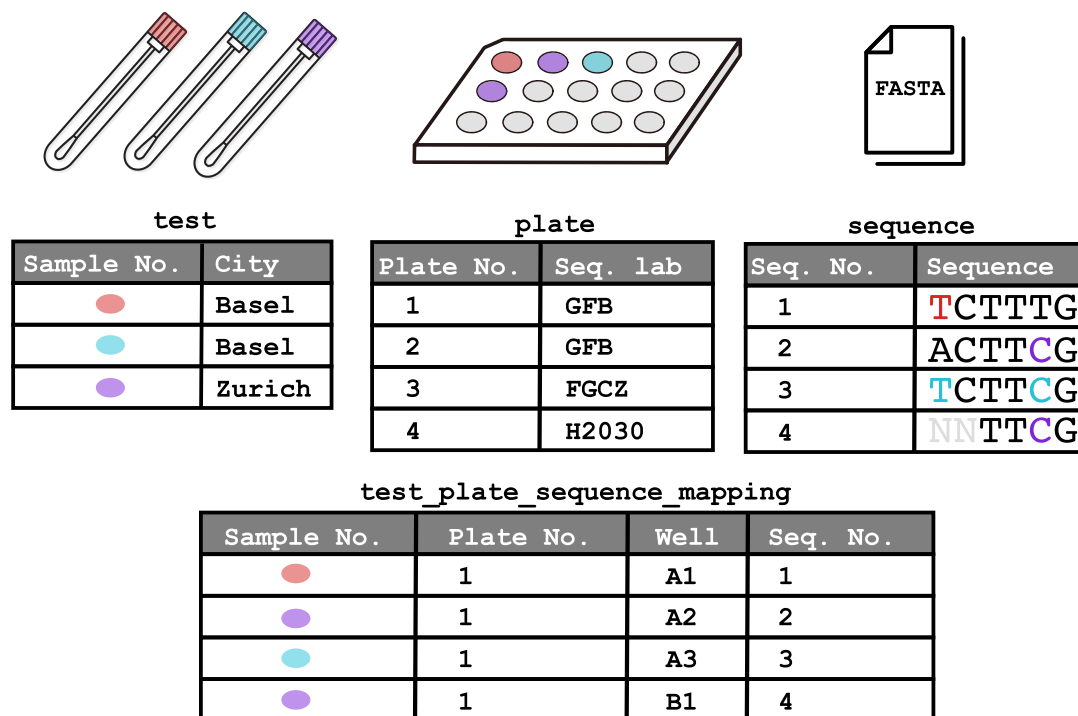 FASTA
test
Sample No. City
Basel
Basel
Zurich
plate
Plate No. Seq. lab
1 GFB
2 GFB
3 FGCZ
4 H2030
sequence
Seq. No. Sequence
1 TCTTTG
2 ACTTCG
3 TCTTCG
4 NNTTCG
test_plate_sequence_mapping
Sample No. Plate No. Well Seq. No.
1 A1 1
1 A2 2
1 A3 3
1 B1 4